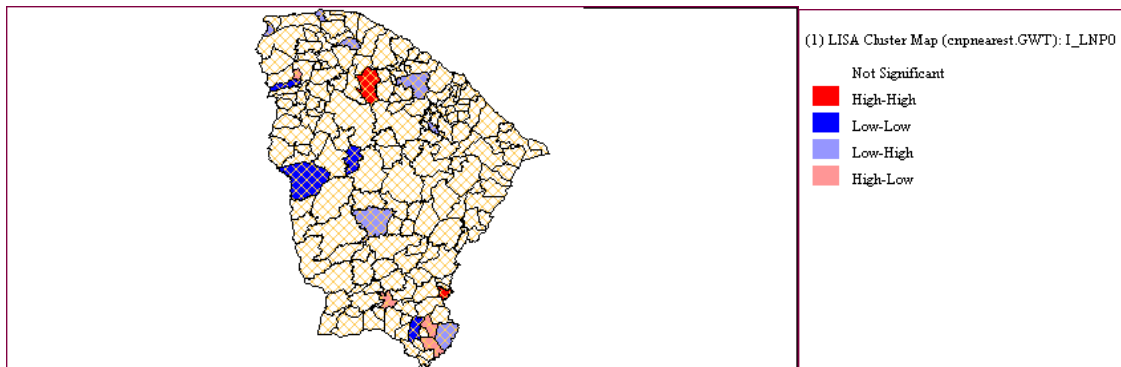 (1) LISA Cluster Map (cnpnearest.GWT): I_LNP0
Not Significant
High-High
Low-Low
Low-High
High-Low